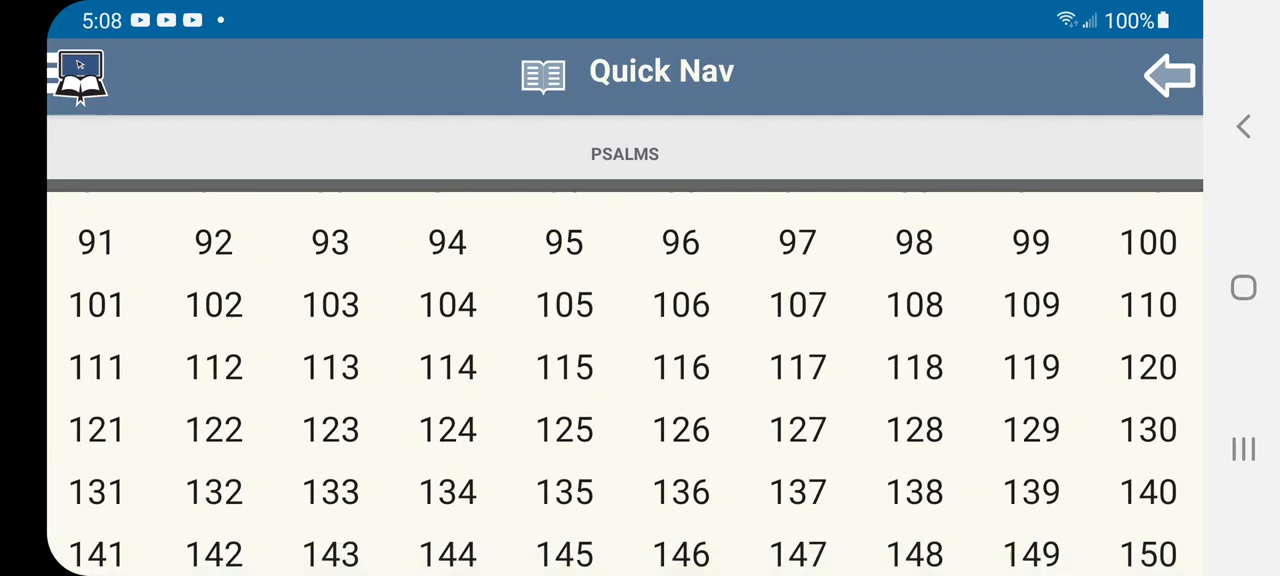 5:08 100%
Quick Nav
PSALMS
91 92 93 94 95 96 97 98 99 100
101 102 103 104 105 106 107 108 109 110
111 112 113 114 115 116 117 118 119 120
121 122 123 124 125 126 127 128 129 130
131 132 133 134 135 136 137 138 139 140
141 142 143 144 145 146 147 148 149 150